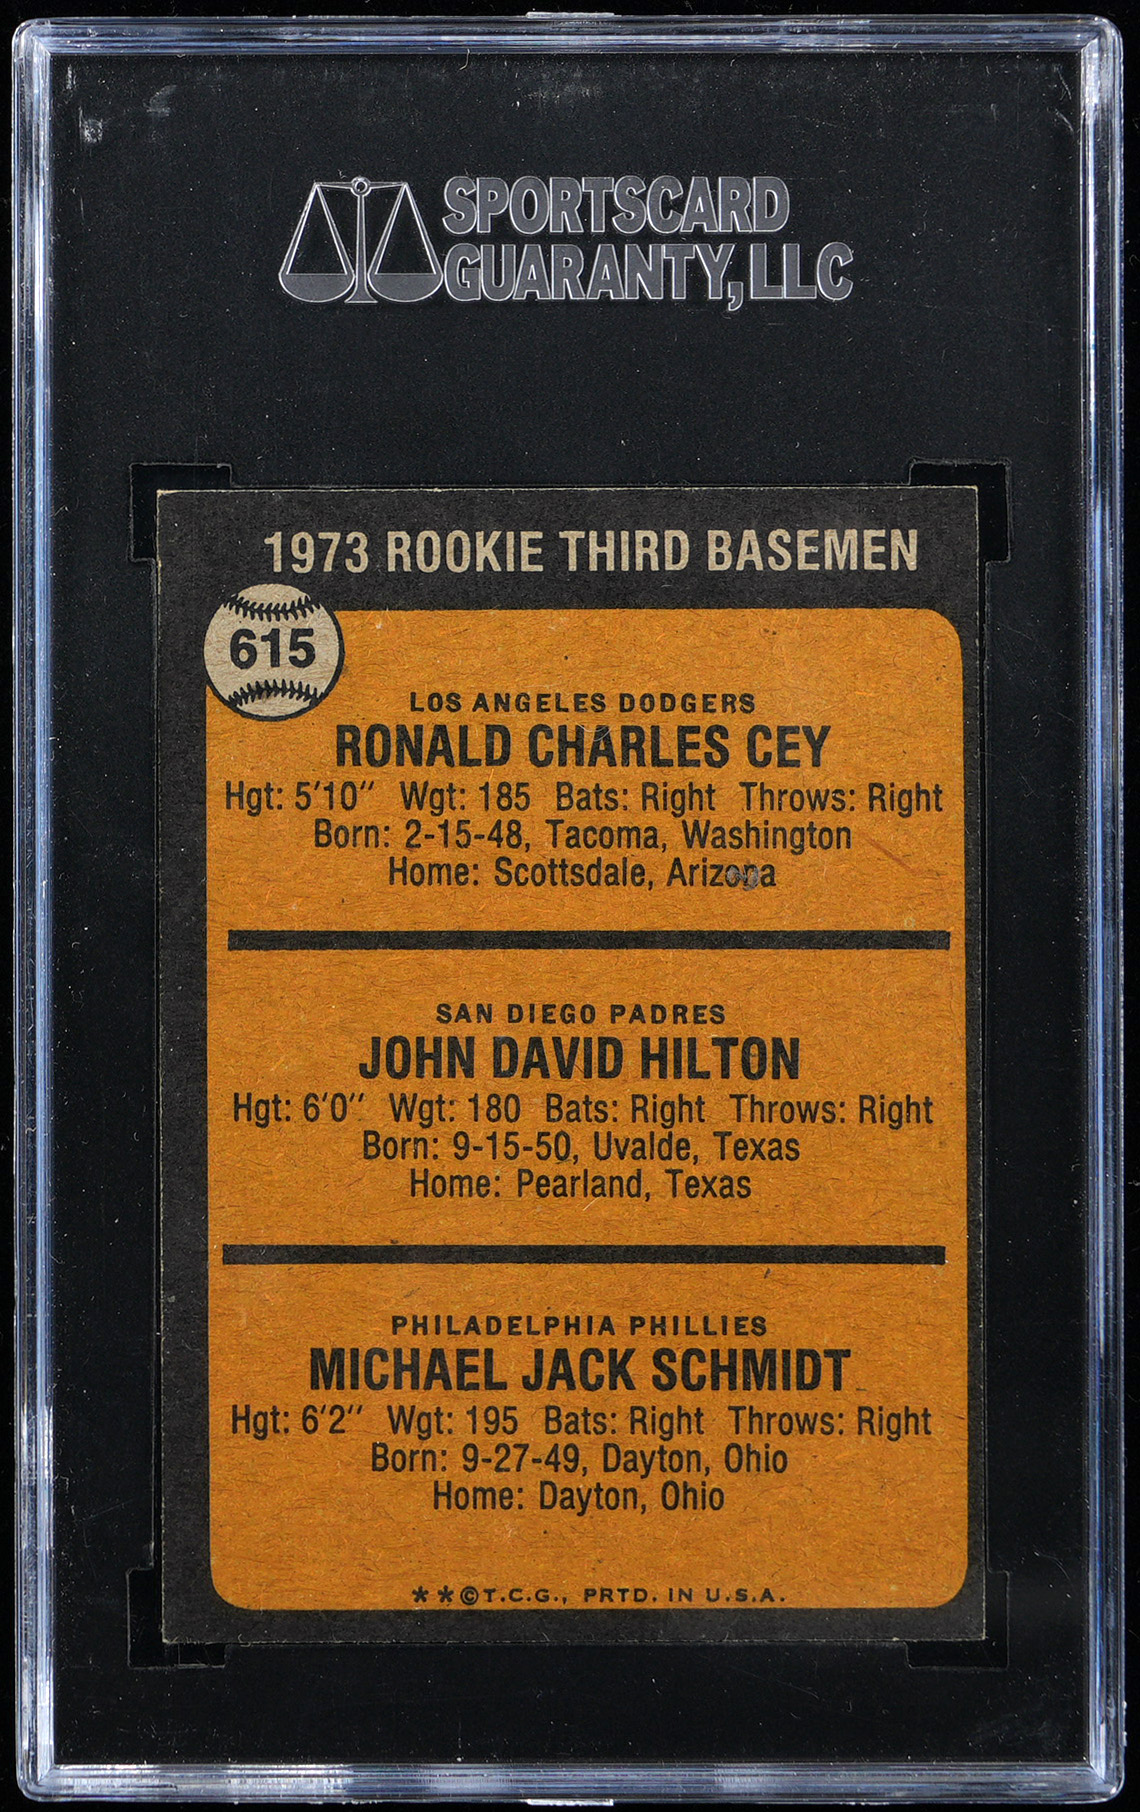 SPORTSCARD
GUARANTY, LLC
1973 ROOKIE THIRD BASEMEN
615
LOS ANGELES DODGERS
RONALD CHARLES CEY
Hgt: 5'10" Wgt: 185 Bats: Right Throws: Right
Born: 2-15-48, Tacoma, Washington
Home: Scottsdale, Arizona
SAN DIEGO PADRES
JOHN DAVID HILTON
Hgt: 6'0" Wgt: 180 Bats: Right Throws: Right
Born: 9-15-50, Uvalde, Texas
Home: Pearland, Texas
PHILADELPHIA PHILLIES
MICHAEL JACK SCHMIDT
Hgt: 6'2" Wgt: 195 Bats: Right Throws: Right
Born: 9-27-49, Dayton, Ohio
Home: Dayton, Ohio
**©T.C.G., PRTD. IN U.S.A.